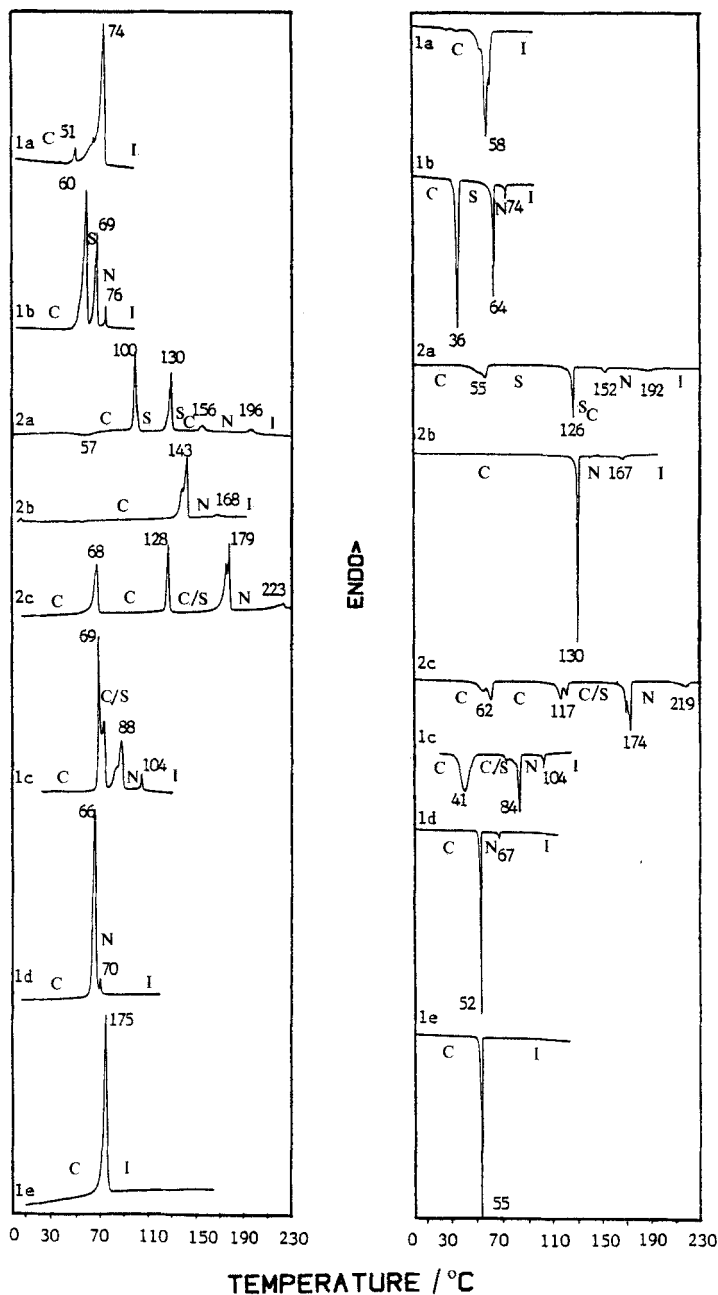 74
C 51
1a I.
60
S 69
N
76
1b C I
100 130
C S S C 156 N 196 I
2a 57
143
C N 168 I
2b
68 128 179
C C C/S N 223
2c
69
C/S
88
C N 104 I
1c
66
N
C 70 I
1d
175
C I
1e
0 30 70 110 150 190 230
ENDO>
1a C I
58
1b
C S N 74 I
64
36
2a
C 55 S 152 N 192 I
S C
126
2b
C N 167 I
130
2c
C 62 C 117 C/S N 219
174
1c
C C/S N 104 I
41 84
1d
C N 67 I
52
1e
C I
55
0 30 70 110 150 190 230
TEMPERATURE / °C